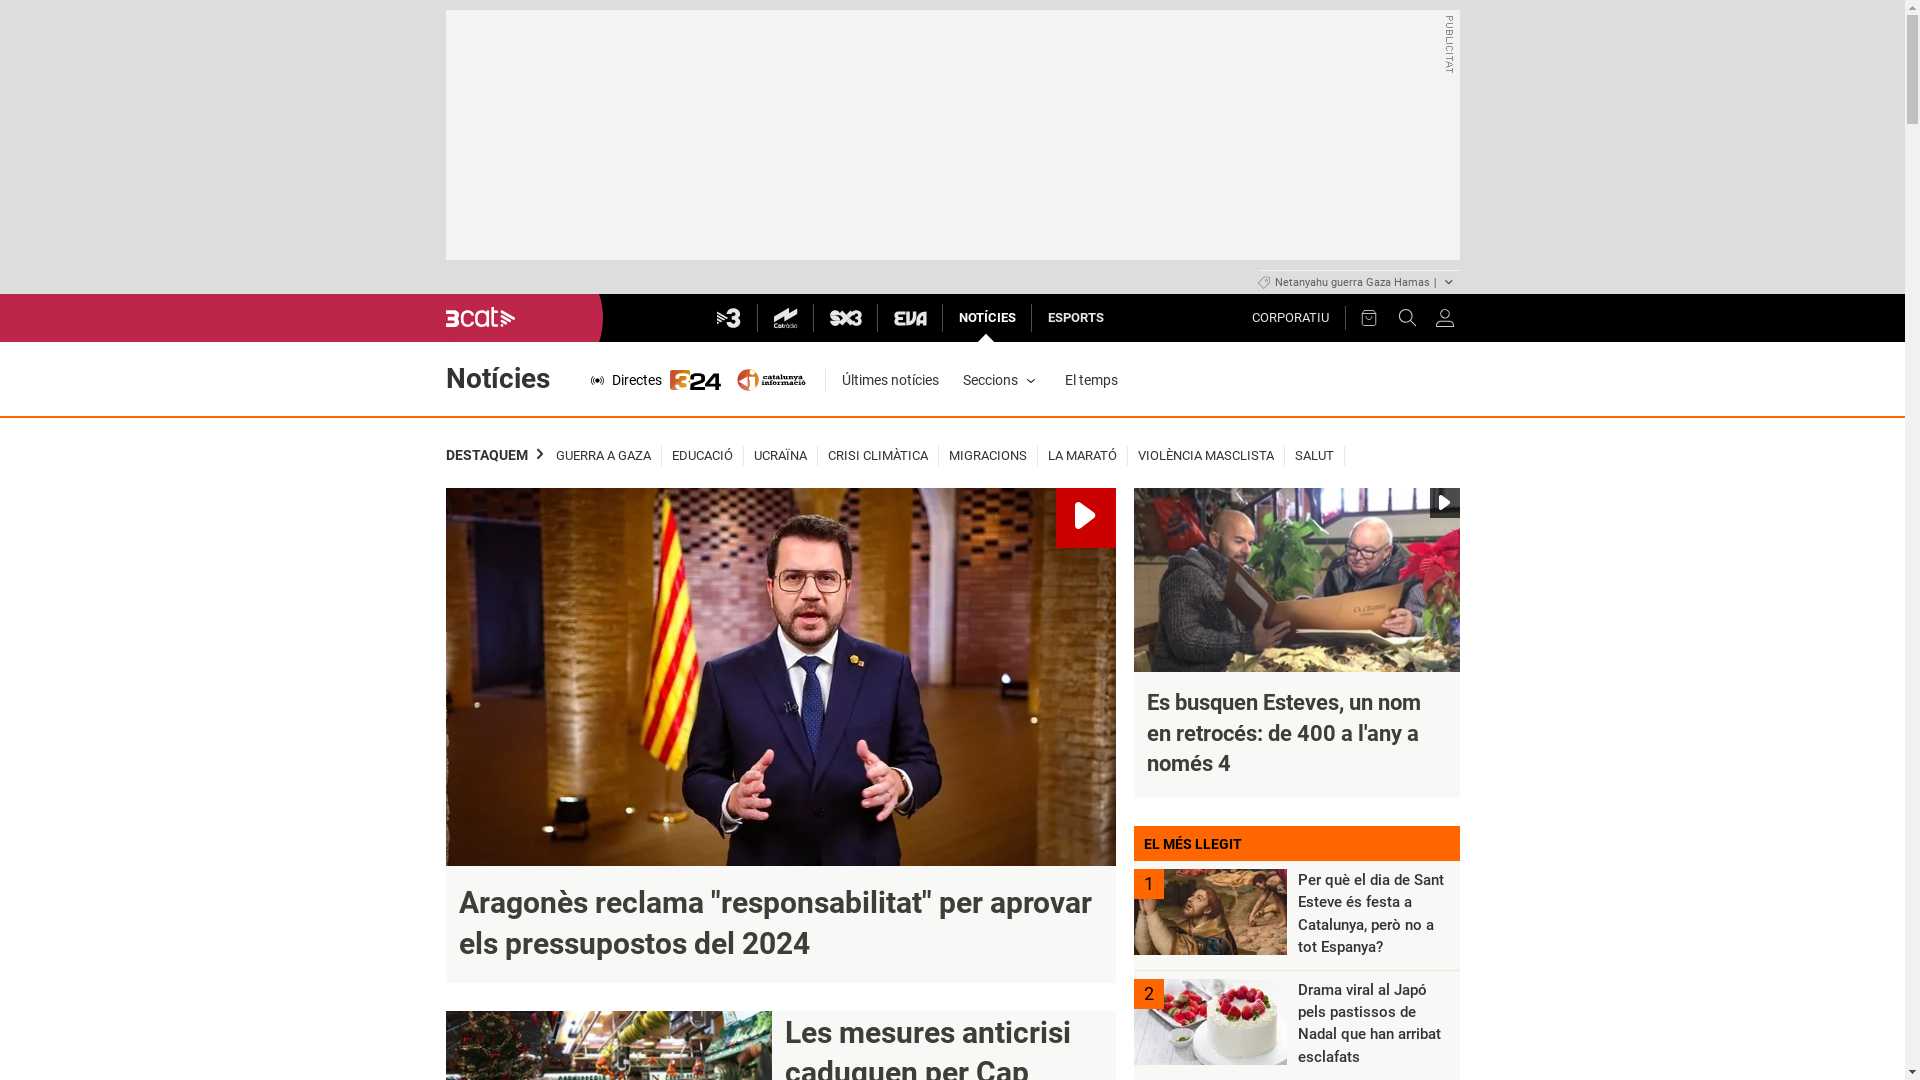 PUBLICITAT
Netanyahu guerra Gaza Hamas |
3cat
3
Catràdio
SX3
EVA
NOTÍCIES
ESPORTS
CORPORATIU
Notícies
Directes
324
catalunya
informació
Últimes notícies
Seccions
El temps
DESTAQUEM
GUERRA A GAZA
EDUCACIÓ
UCRAÏNA
CRISI CLIMÀTICA
MIGRACIONS
LA MARATÓ
VIOLÈNCIA MASCLISTA
SALUT
Aragonès reclama "responsabilitat" per aprovar
els pressupostos del 2024
Les mesures anticrisi
caduquen per Cap
Es busquen Esteves, un nom
en retrocés: de 400 a l'any a
només 4
EL MÉS LLEGIT
1
Per què el dia de Sant
Esteve és festa a
Catalunya, però no a
tot Espanya?
2
Drama viral al Japó
pels pastissos de
Nadal que han arribat
esclafats